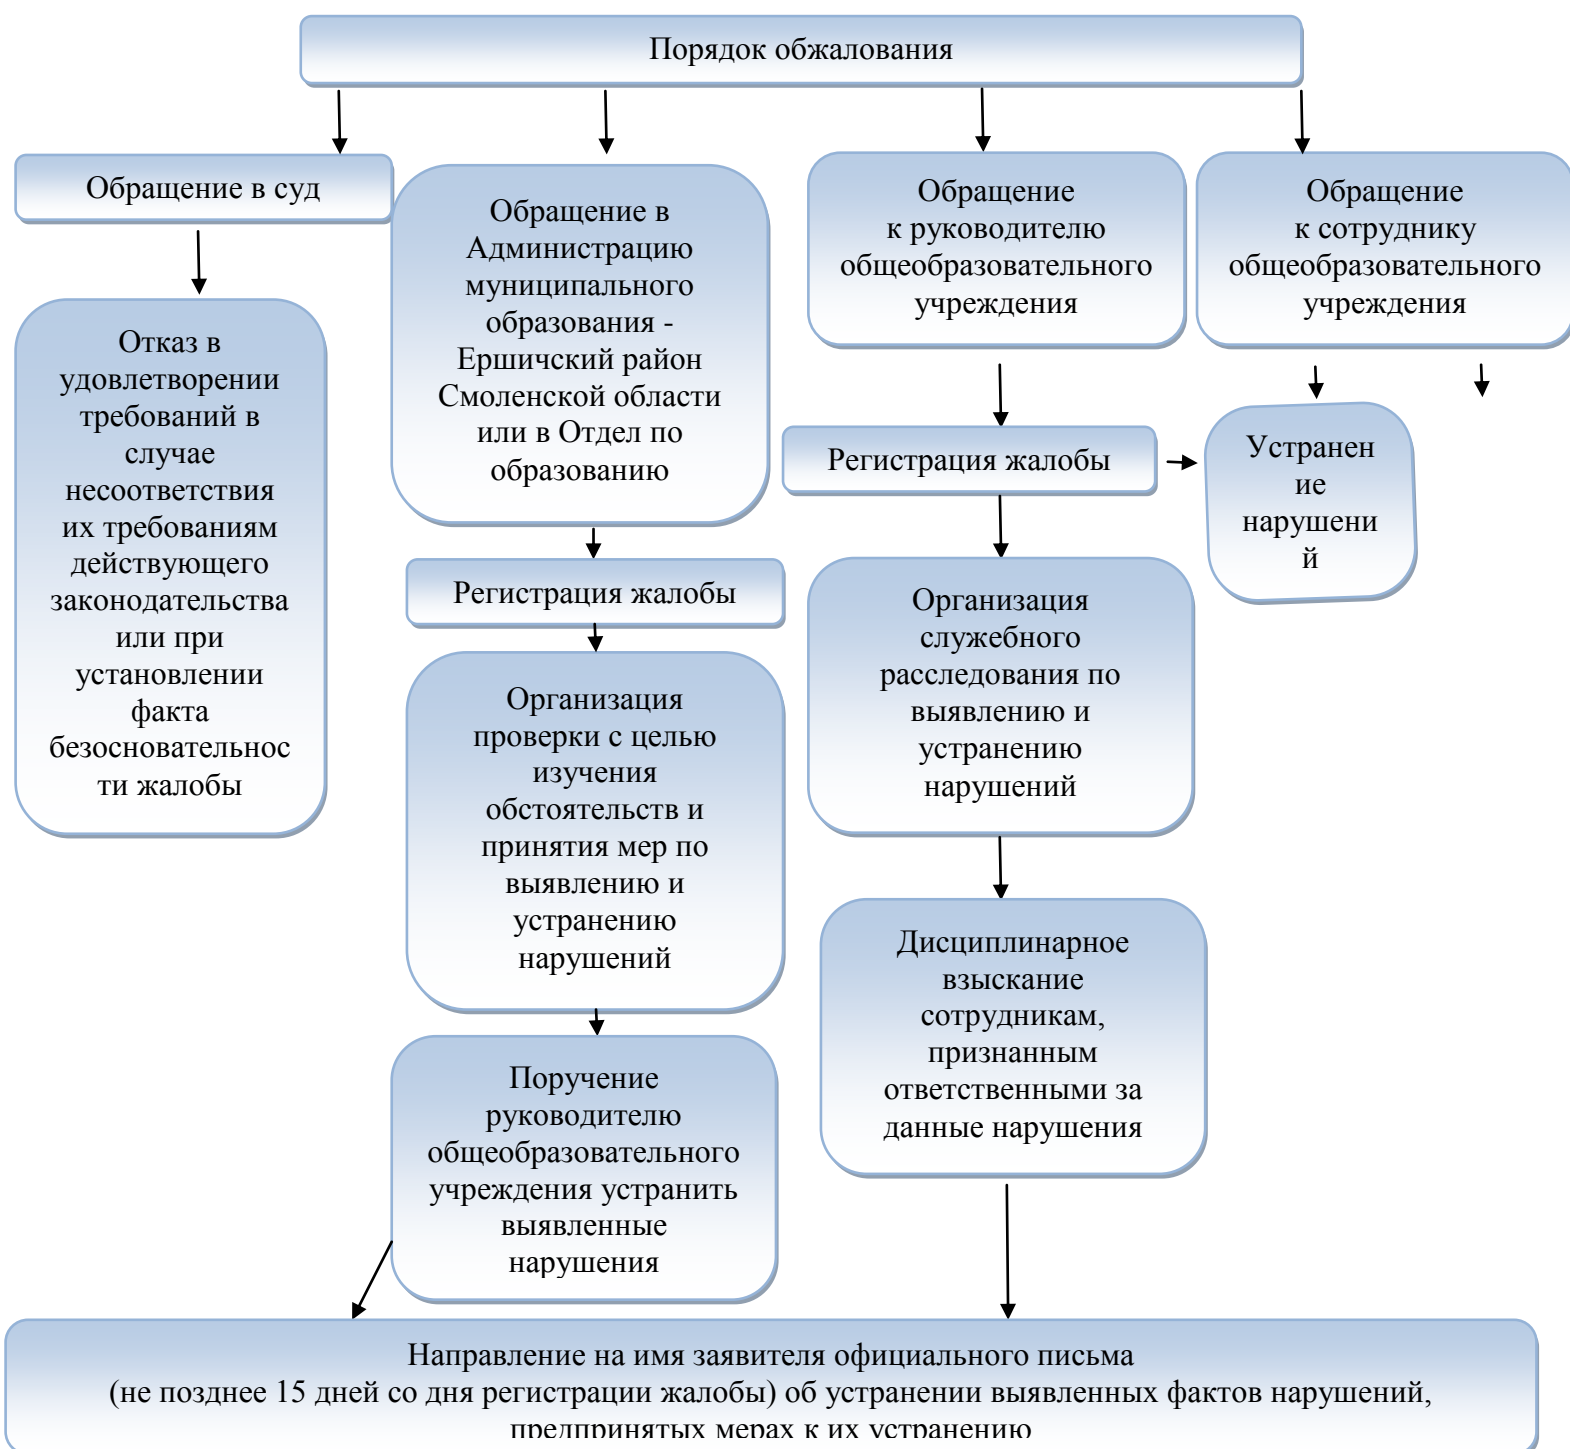 Порядок обжалования
Обращение в суд
Отказ в
удовлетворении
требований в
случае
несоответствия
их требованиям
действующего
законодательства
или при
установлении
факта
безосновательнос
ти жалобы
Обращение в
Администрацию
муниципального
образования -
Ершичский район
Смоленской области
или в Отдел по
образованию
Регистрация жалобы
Организация
проверки с целью
изучения
обстоятельств и
принятия мер по
выявлению и
устранению
нарушений
Поручение
руководителю
общеобразовательного
учреждения устранить
выявленные
нарушения
Обращение
к руководителю
общеобразовательного
учреждения
Регистрация жалобы
Организация
служебного
расследования по
выявлению и
устранению
нарушений
Дисциплинарное
взыскание
сотрудникам,
признанным
ответственными за
данные нарушения
Обращение
к сотруднику
общеобразовательного
учреждения
Устранен
ие
нарушени
й
Направление на имя заявителя официального письма
(не позднее 15 дней со дня регистрации жалобы) об устранении выявленных фактов нарушений,
предпринятых мерах к их устранению